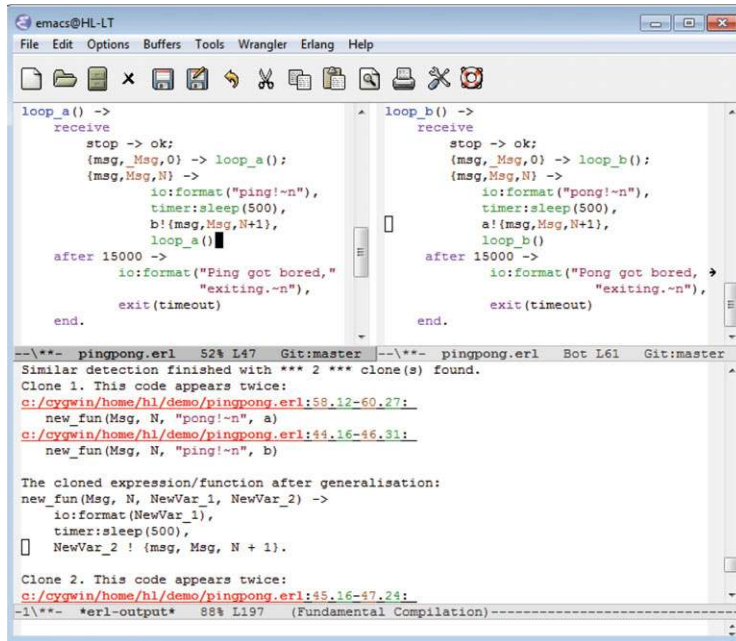 emacs@HL-LT
File Edit Options Buffers Tools Wrangler Erlang Help
loop_a() ->
receive
stop -> ok;
{msg,_Msg,0} -> loop_a();
{msg,Msg,N} ->
io:format("ping!~n"),
timer:sleep(500),
b!{msg,Msg,N+1},
loop_a()
after 15000 ->
io:format("Ping got bored,"
"exiting.~n"),
exit(timeout)
end.
--\**- pingpong.erl 52% L47 Git:master
loop_b() ->
receive
stop -> ok;
{msg,_Msg,0} -> loop_b();
{msg,Msg,N} ->
io:format("pong!~n"),
timer:sleep(500),
a!{msg,Msg,N+1},
loop_b()
after 15000 ->
io:format("Pong got bored,
"exiting.~n"),
exit(timeout)
end.
--\**- pingpong.erl Bot L61 Git:master
Similar detection finished with *** 2 *** clone(s) found.
Clone 1. This code appears twice:
c:/cygwin/home/hl/demo/pingpong.erl:58.12-60.27:
new_fun(Msg, N, "pong!~n", a)
c:/cygwin/home/hl/demo/pingpong.erl:44.16-46.31:
new_fun(Msg, N, "ping!~n", b)
The cloned expression/function after generalisation:
new_fun(Msg, N, NewVar_1, NewVar_2) ->
io:format(NewVar_1),
timer:sleep(500),
NewVar_2 ! {msg, Msg, N + 1}.
Clone 2. This code appears twice:
c:/cygwin/home/hl/demo/pingpong.erl:45.16-47.24:
-1\**- *erl-output* 88% L197 (Fundamental Compilation)------------------------------